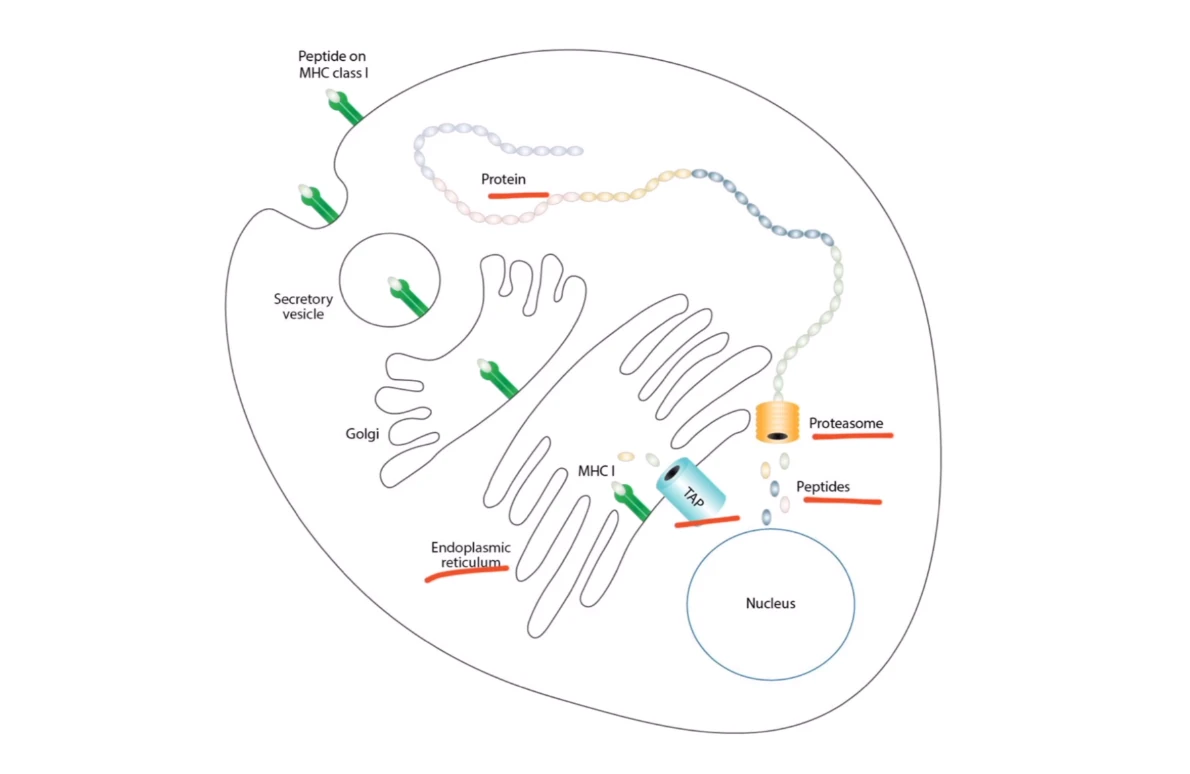 Peptide on
MHC class I
Protein
Secretory
vesicle
Golgi
Proteasome
MHC I
TAP
Peptides
Endoplasmic
reticulum
Nucleus